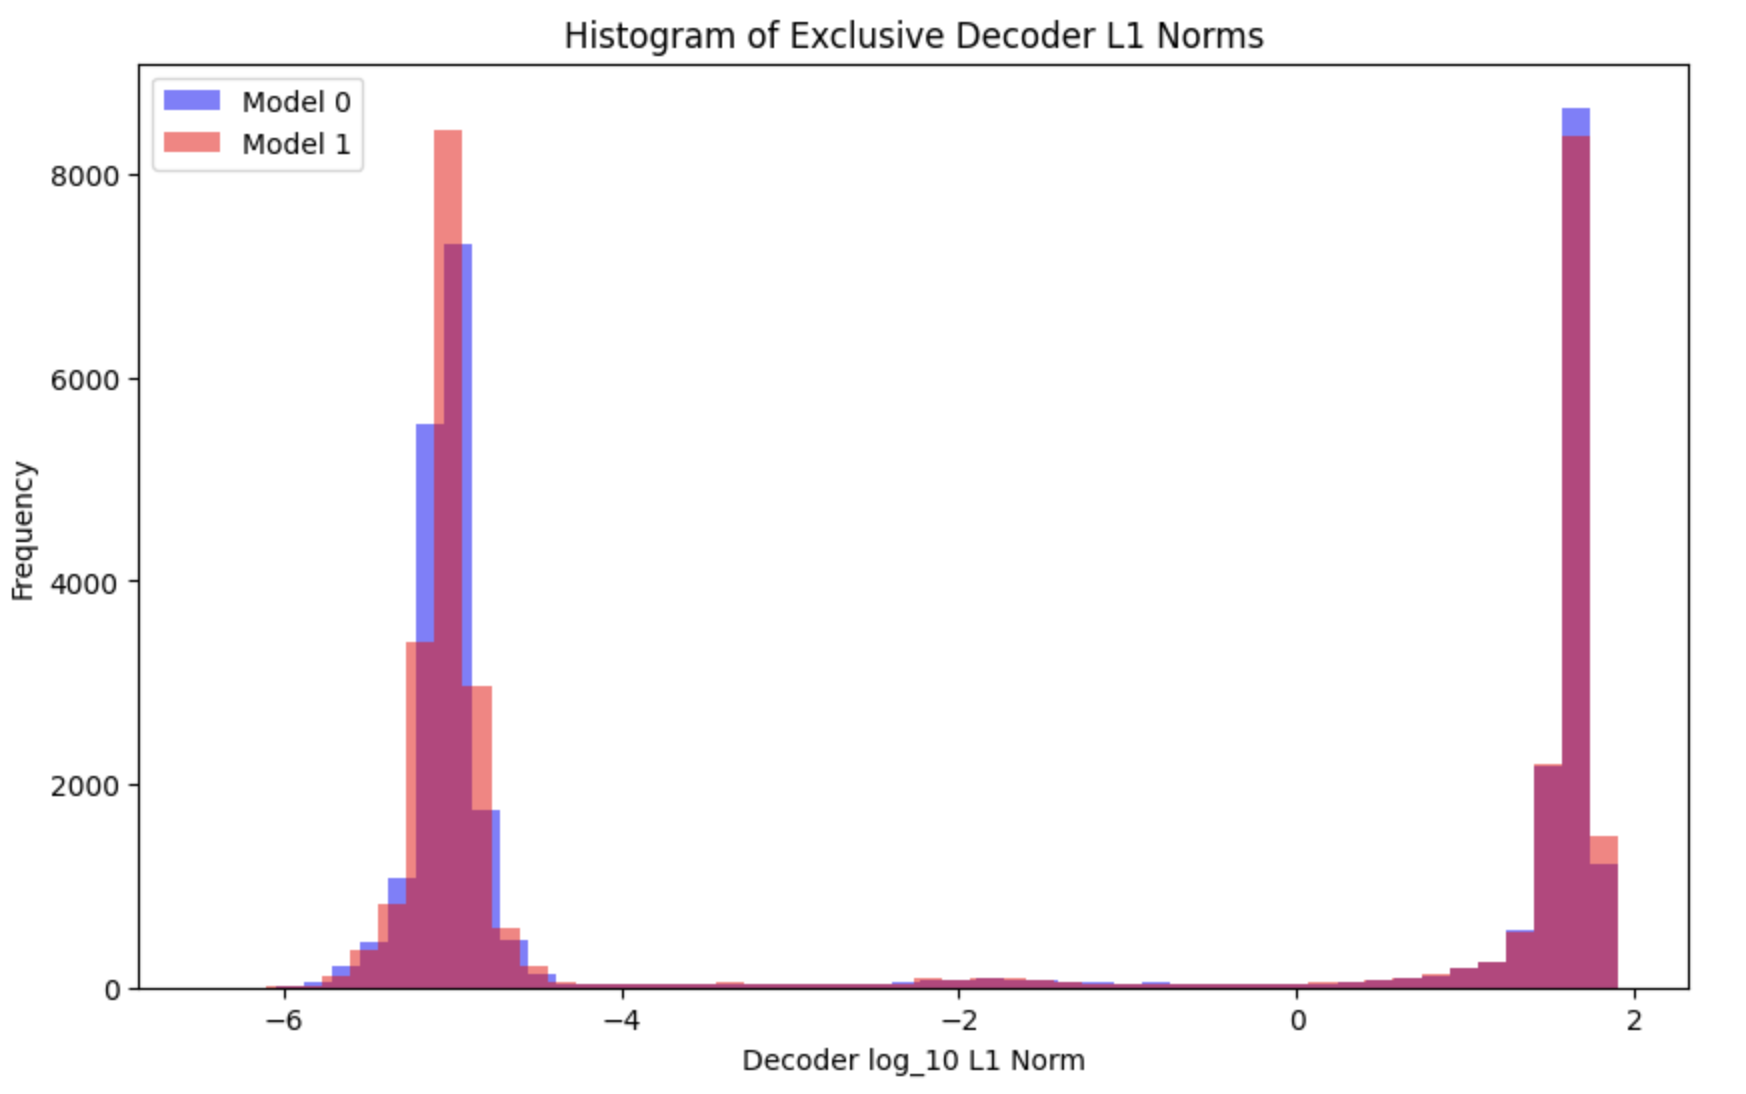 Histogram of Exclusive Decoder L1 Norms
Model 0
Model 1
8000
6000
4000
2000
0
Frequency
−6
−4
−2
0
2
Decoder log_10 L1 Norm